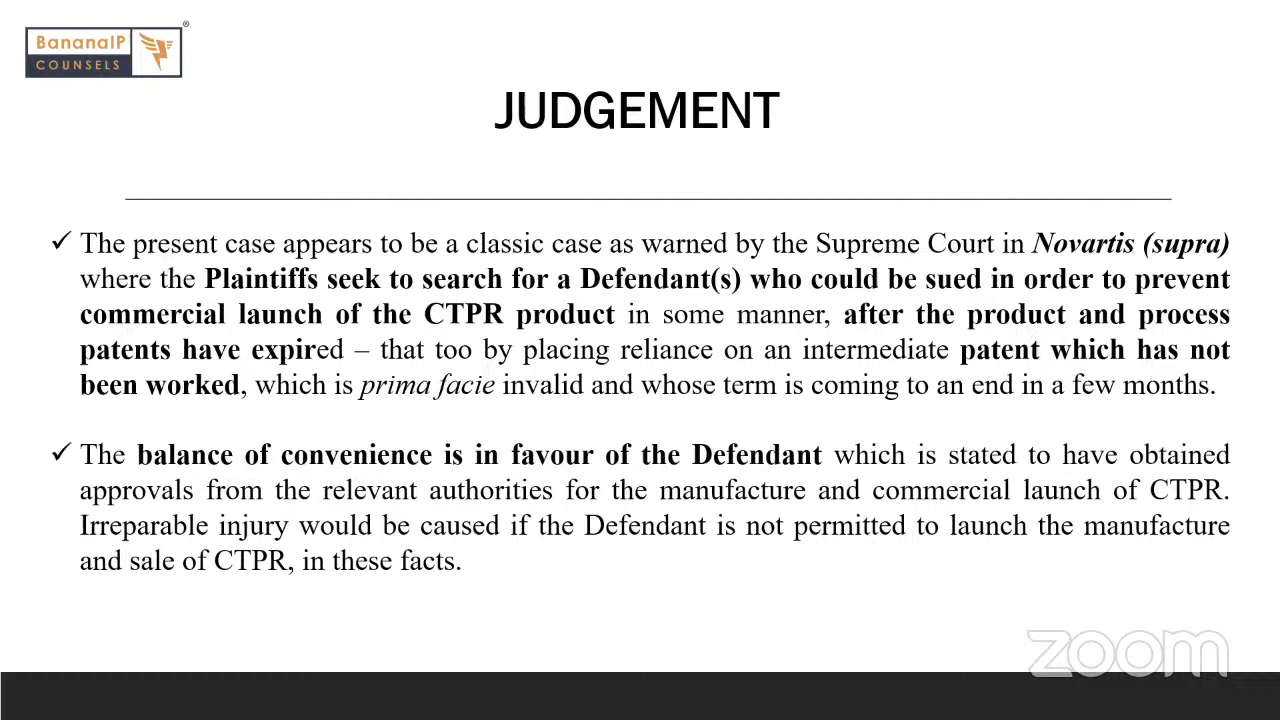 BananaIP
COUNSELS
®
JUDGEMENT
✓ The present case appears to be a classic case as warned by the Supreme Court in Novartis (supra)
where the Plaintiffs seek to search for a Defendant(s) who could be sued in order to prevent
commercial launch of the CTPR product in some manner, after the product and process
patents have expired – that too by placing reliance on an intermediate patent which has not
been worked, which is prima facie invalid and whose term is coming to an end in a few months.
✓ The balance of convenience is in favour of the Defendant which is stated to have obtained
approvals from the relevant authorities for the manufacture and commercial launch of CTPR.
Irreparable injury would be caused if the Defendant is not permitted to launch the manufacture
and sale of CTPR, in these facts.
zoom